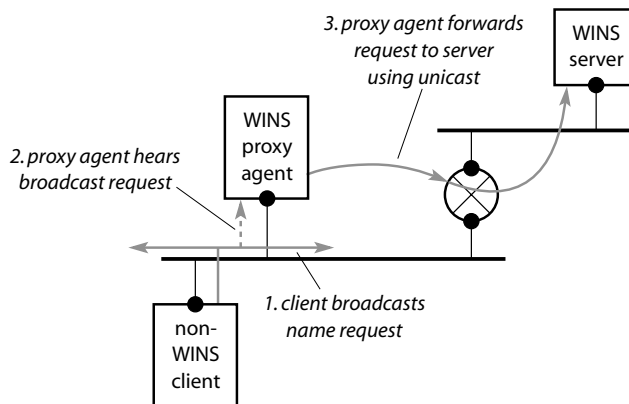 3. proxy agent forwards
request to server
using unicast
WINS
server
WINS
proxy
agent
2. proxy agent hears
broadcast request
1. client broadcasts
name request
non-
WINS
client